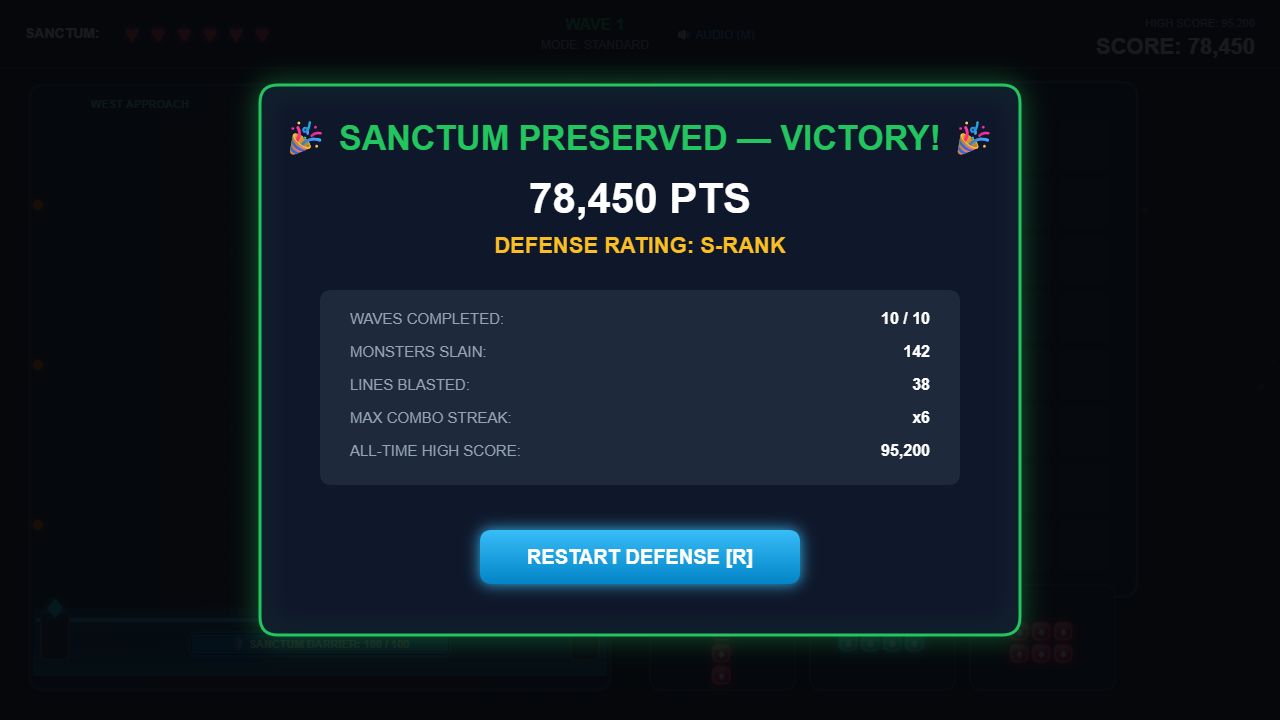 SANCTUM:
WAVE 1
MODE: STANDARD
AUDIO (M)
HIGH SCORE: 95,200
SCORE: 78,450
WEST APPROACH
SANCTUM PRESERVED — VICTORY!
78,450 PTS
DEFENSE RATING: S-RANK
WAVES COMPLETED: 10 / 10
MONSTERS SLAIN: 142
LINES BLASTED: 38
MAX COMBO STREAK: x6
ALL-TIME HIGH SCORE: 95,200
RESTART DEFENSE [R]
SANCTUM BARRIER: 100 / 100